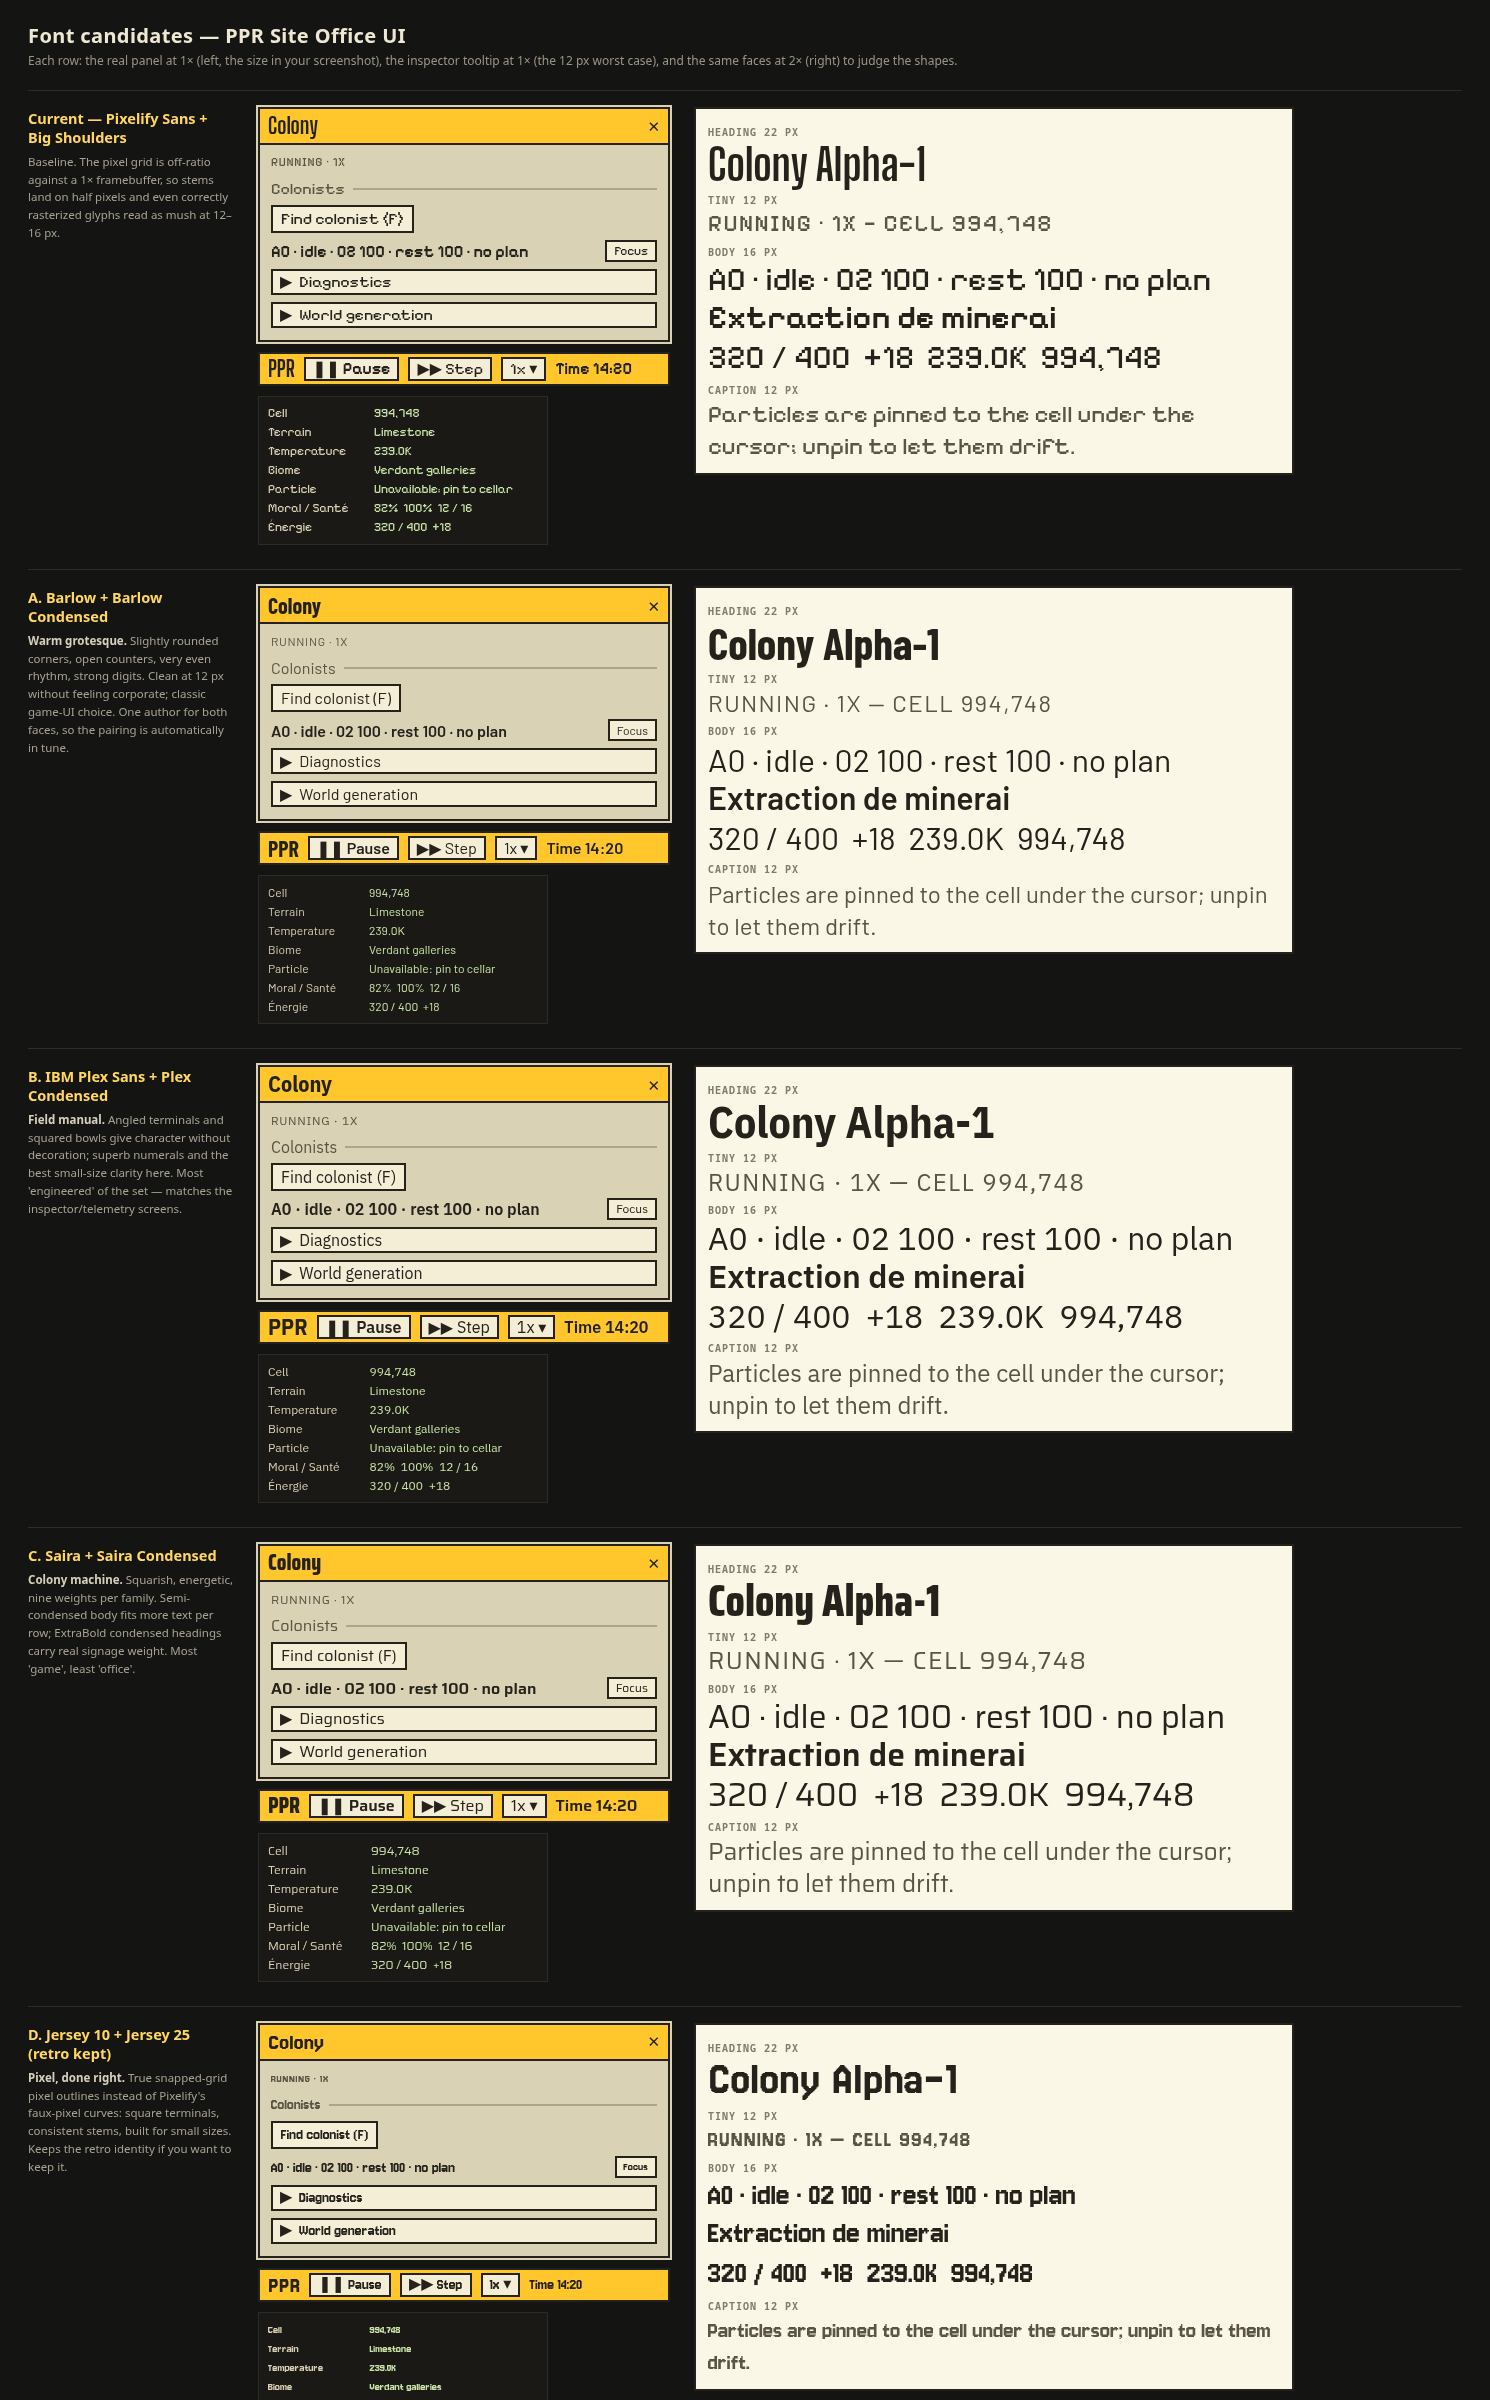 Font candidates — PPR Site Office UI
Each row: the real panel at 1× (left, the size in your screenshot), the inspector tooltip at 1× (the 12 px worst case), and the same faces at 2× (right) to judge the shapes.
Current — Pixelify Sans +
Big Shoulders
Baseline. The pixel grid is off-ratio
against a 1× framebuffer, so stems
land on half pixels and even correctly
rasterized glyphs read as mush at 12–
16 px.
Colony ×
RUNNING · 1X
Colonists
Find colonist (F)
A0 · idle · O2 100 · rest 100 · no plan Focus
▶ Diagnostics
▶ World generation
PPR ❚❚ Pause ▶▶ Step 1x ▾ Time 14:20
Cell 994,748
Terrain Limestone
Temperature 239.0K
Biome Verdant galleries
Particle Unavailable: pin to cellar
Moral / Santé 82% 100% 12 / 16
Énergie 320 / 400 +18
HEADING 22 PX
Colony Alpha-1
TINY 12 PX
RUNNING · 1X — CELL 994,748
BODY 16 PX
A0 · idle · O2 100 · rest 100 · no plan
Extraction de minerai
320 / 400 +18 239.0K 994,748
CAPTION 12 PX
Particles are pinned to the cell under the
cursor; unpin to let them drift.
A. Barlow + Barlow
Condensed
Warm grotesque. Slightly rounded
corners, open counters, very even
rhythm, strong digits. Clean at 12 px
without feeling corporate; classic
game-UI choice. One author for both
faces, so the pairing is automatically
in tune.
Colony ×
RUNNING · 1X
Colonists
Find colonist (F)
A0 · idle · O2 100 · rest 100 · no plan Focus
▶ Diagnostics
▶ World generation
PPR ❚❚ Pause ▶▶ Step 1x ▾ Time 14:20
Cell 994,748
Terrain Limestone
Temperature 239.0K
Biome Verdant galleries
Particle Unavailable: pin to cellar
Moral / Santé 82% 100% 12 / 16
Énergie 320 / 400 +18
HEADING 22 PX
Colony Alpha-1
TINY 12 PX
RUNNING · 1X — CELL 994,748
BODY 16 PX
A0 · idle · O2 100 · rest 100 · no plan
Extraction de minerai
320 / 400 +18 239.0K 994,748
CAPTION 12 PX
Particles are pinned to the cell under the cursor; unpin
to let them drift.
B. IBM Plex Sans + Plex
Condensed
Field manual. Angled terminals and
squared bowls give character without
decoration; superb numerals and the
best small-size clarity here. Most
'engineered' of the set — matches the
inspector/telemetry screens.
Colony ×
RUNNING · 1X
Colonists
Find colonist (F)
A0 · idle · O2 100 · rest 100 · no plan Focus
▶ Diagnostics
▶ World generation
PPR ❚❚ Pause ▶▶ Step 1x ▾ Time 14:20
Cell 994,748
Terrain Limestone
Temperature 239.0K
Biome Verdant galleries
Particle Unavailable: pin to cellar
Moral / Santé 82% 100% 12 / 16
Énergie 320 / 400 +18
HEADING 22 PX
Colony Alpha-1
TINY 12 PX
RUNNING · 1X — CELL 994,748
BODY 16 PX
A0 · idle · O2 100 · rest 100 · no plan
Extraction de minerai
320 / 400 +18 239.0K 994,748
CAPTION 12 PX
Particles are pinned to the cell under the cursor;
unpin to let them drift.
C. Saira + Saira Condensed
Colony machine. Squarish, energetic,
nine weights per family. Semi-
condensed body fits more text per
row; ExtraBold condensed headings
carry real signage weight. Most
'game', least 'office'.
Colony ×
RUNNING · 1X
Colonists
Find colonist (F)
A0 · idle · O2 100 · rest 100 · no plan Focus
▶ Diagnostics
▶ World generation
PPR ❚❚ Pause ▶▶ Step 1x ▾ Time 14:20
Cell 994,748
Terrain Limestone
Temperature 239.0K
Biome Verdant galleries
Particle Unavailable: pin to cellar
Moral / Santé 82% 100% 12 / 16
Énergie 320 / 400 +18
HEADING 22 PX
Colony Alpha-1
TINY 12 PX
RUNNING · 1X — CELL 994,748
BODY 16 PX
A0 · idle · O2 100 · rest 100 · no plan
Extraction de minerai
320 / 400 +18 239.0K 994,748
CAPTION 12 PX
Particles are pinned to the cell under the cursor;
unpin to let them drift.
D. Jersey 10 + Jersey 25
(retro kept)
Pixel, done right. True snapped-grid
pixel outlines instead of Pixelify's
faux-pixel curves: square terminals,
consistent stems, built for small sizes.
Keeps the retro identity if you want to
keep it.
Colony ×
RUNNING · 1X
Colonists
Find colonist (F)
A0 · idle · O2 100 · rest 100 · no plan Focus
▶ Diagnostics
▶ World generation
PPR ❚❚ Pause ▶▶ Step 1x ▾ Time 14:20
Cell 994,748
Terrain Limestone
Temperature 239.0K
Biome Verdant galleries
HEADING 22 PX
Colony Alpha-1
TINY 12 PX
RUNNING · 1X — CELL 994,748
BODY 16 PX
A0 · idle · O2 100 · rest 100 · no plan
Extraction de minerai
320 / 400 +18 239.0K 994,748
CAPTION 12 PX
Particles are pinned to the cell under the cursor; unpin to let them
drift.